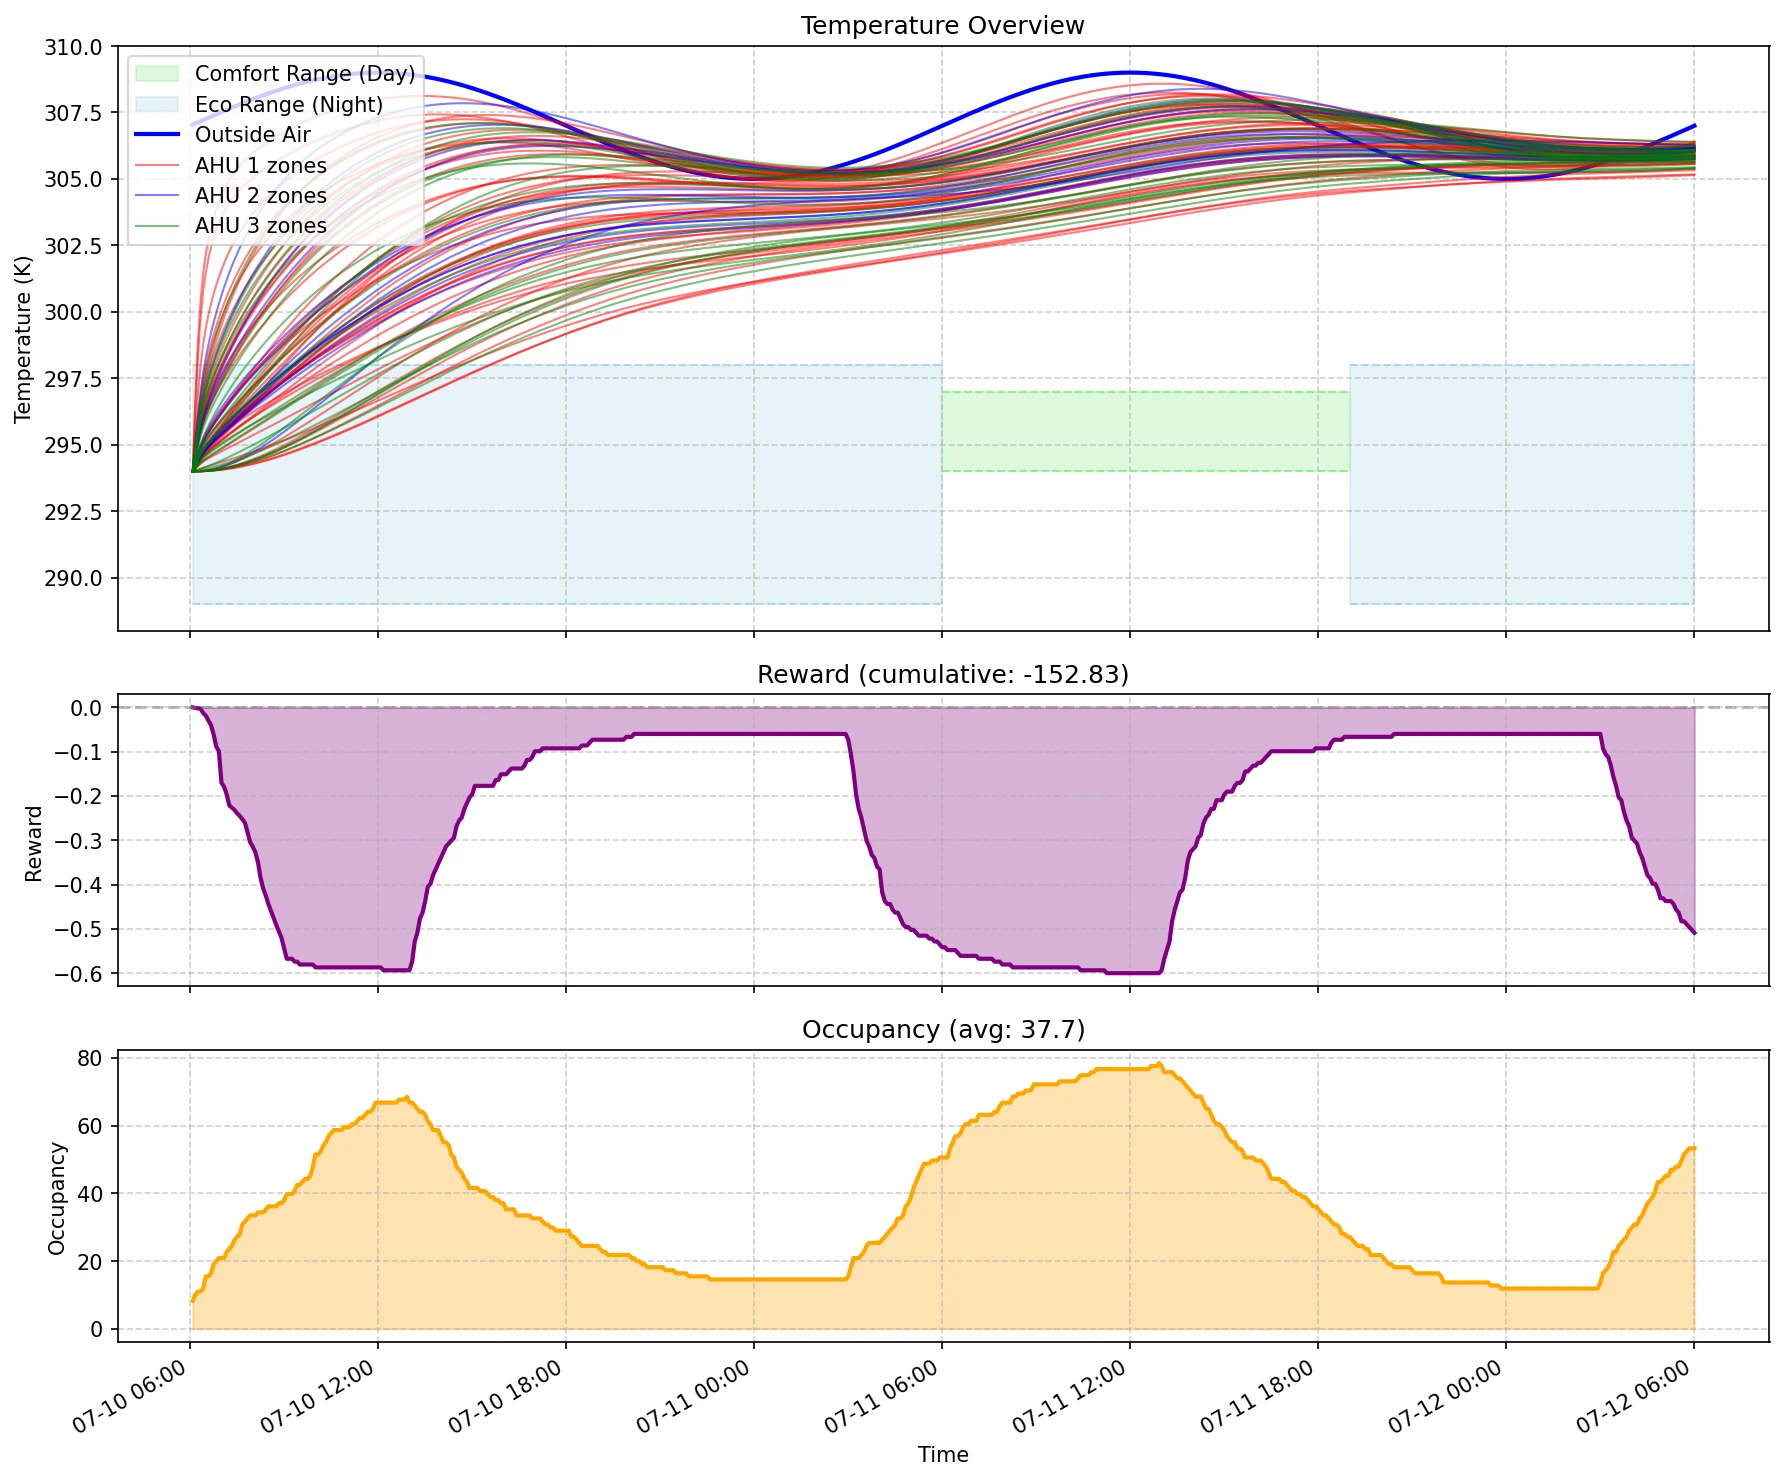 Temperature Overview
310.0
307.5
305.0
302.5
300.0
297.5
295.0
292.5
290.0
Temperature (K)
Comfort Range (Day)
Eco Range (Night)
Outside Air
AHU 1 zones
AHU 2 zones
AHU 3 zones
Reward (cumulative: -152.83)
0.0
−0.1
−0.2
−0.3
−0.4
−0.5
−0.6
Reward
Occupancy (avg: 37.7)
80
60
40
20
0
Occupancy
07-10 06:00
07-10 12:00
07-10 18:00
07-11 00:00
07-11 06:00
07-11 12:00
07-11 18:00
07-12 00:00
07-12 06:00
Time